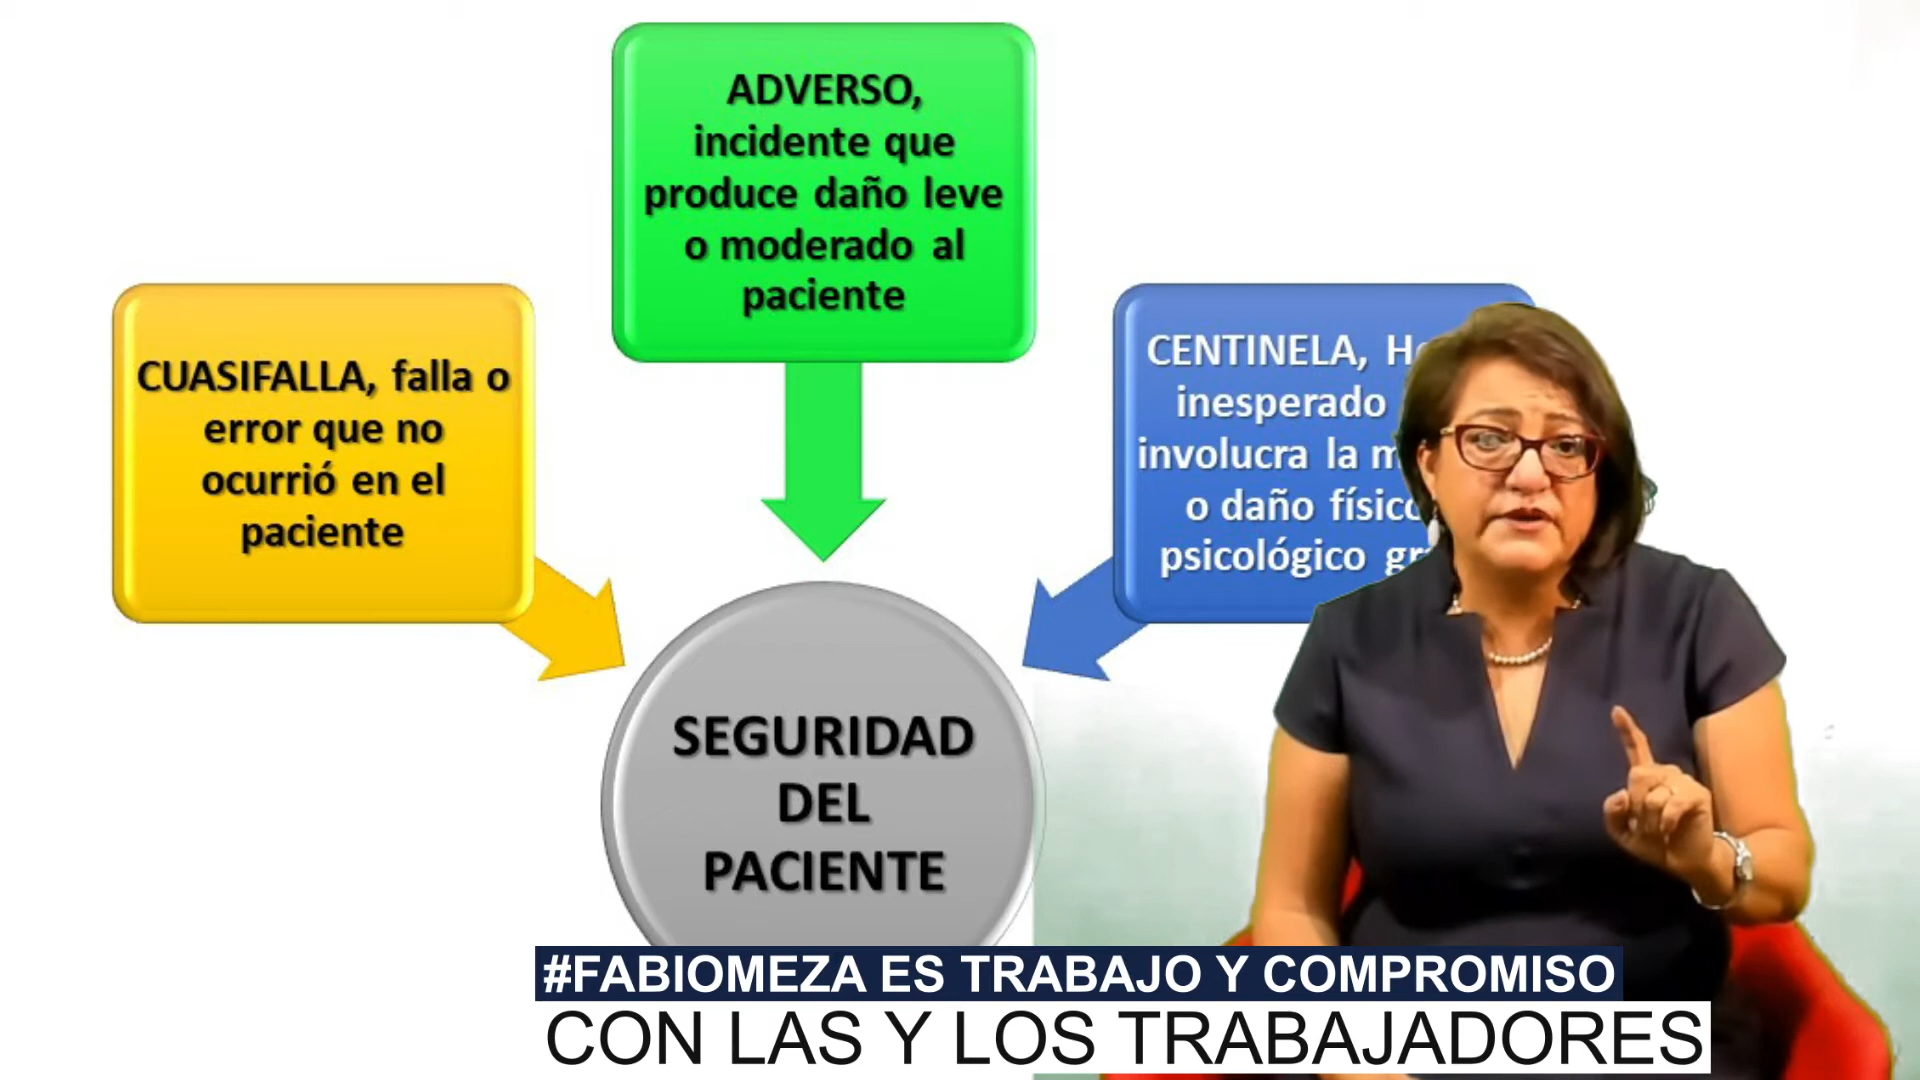 ADVERSO,
incidente que
produce daño leve
o moderado al
paciente
CUASIFALLA, falla o
error que no
ocurrió en el
paciente
CENTINELA,
inesperado
involucra la
o daño
psicológico
SEGURIDAD
DEL
PACIENTE
#FABIOMEZA ES TRABAJO Y COMPROMISO
CON LAS Y LOS TRABAJADORES